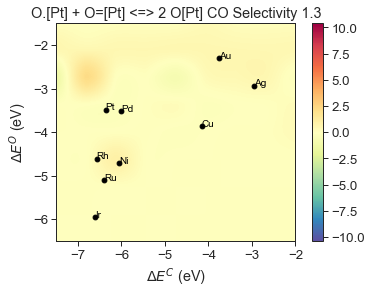 O.[Pt] + O=[Pt] <=> 2 O[Pt] CO Selectivity 1.3
10.0
7.5
5.0
2.5
0.0
−2.5
−5.0
−7.5
−10.0
−2
−3
−4
−5
−6
ΔE^O (eV)
Au
Ag
Pt
Pd
Cu
Rh
Ni
Ru
Ir
−7
−6
−5
−4
−3
−2
ΔE^C (eV)